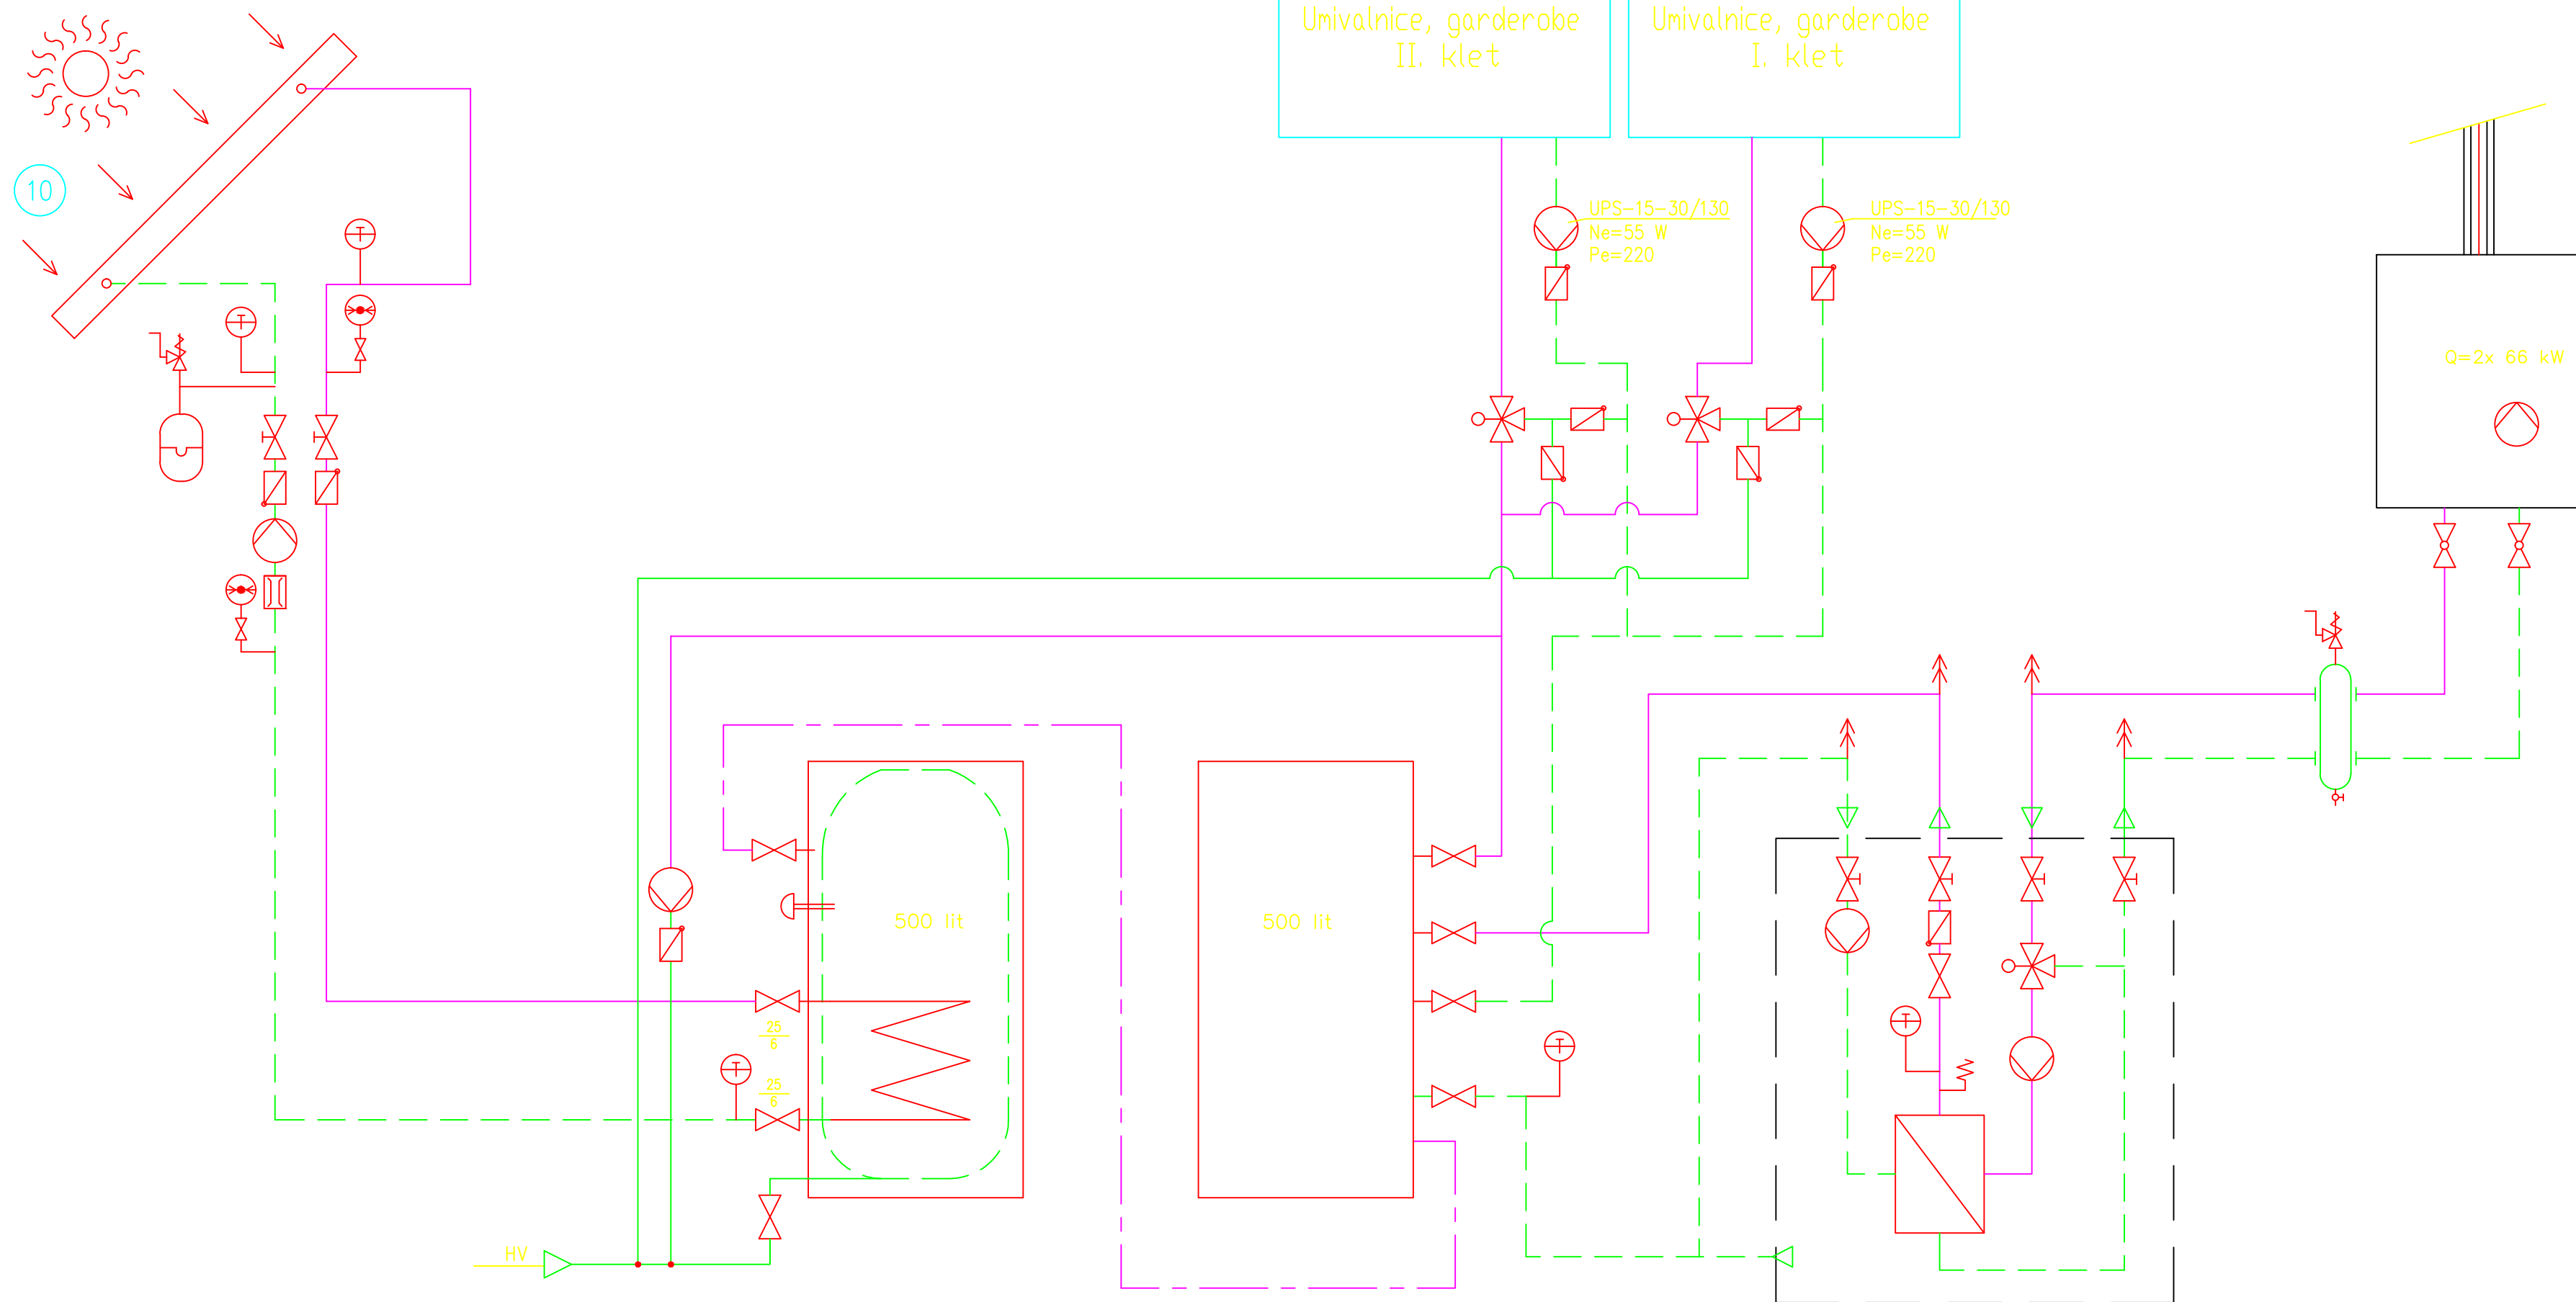 Umivalnice, garderobe
II. klet
Umivalnice, garderobe
I. klet
10
T
UPS-15-30/130
Ne=55 W
Pe=220
UPS-15-30/130
Ne=55 W
Pe=220
T
Q=2x 66 kW
500 lit
500 lit
T
25
6
T
T
25
6
HV